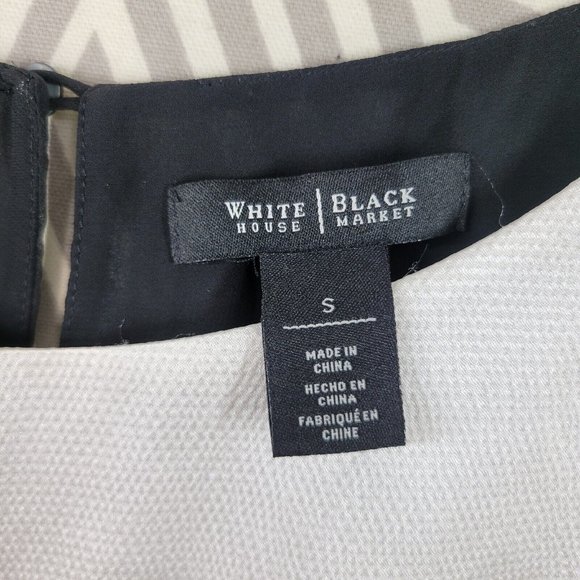 WHITE HOUSE | BLACK MARKET
S
MADE IN
CHINA
HECHO EN
CHINA
FABRIQUÉ EN
CHINE